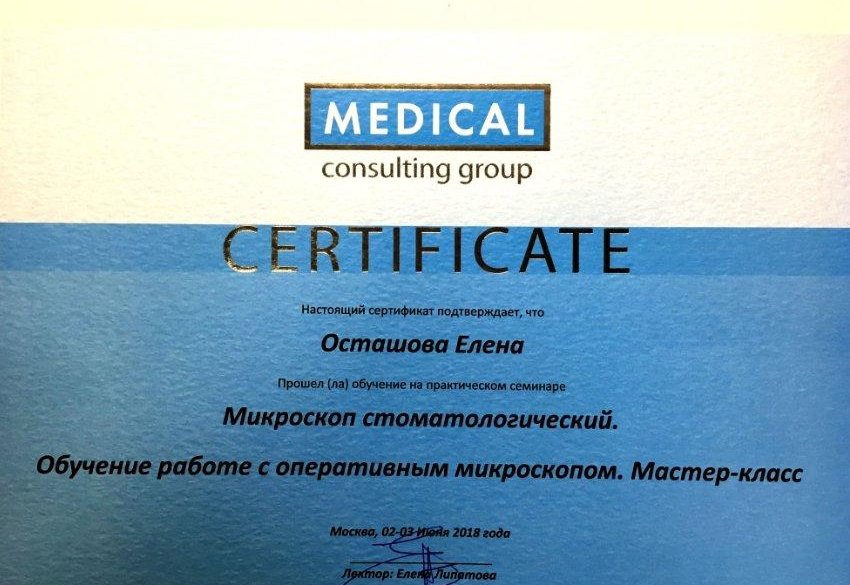 MEDICAL
consulting group
CERTIFICATE
Настоящий сертификат подтверждает, что
Осташова Елена
Прошел (ла) обучение на практическом семинаре
Микроскоп стоматологический.
Обучение работе с оперативным микроскопом. Мастер-класс
Москва, 02-03 Июня 2018 года
Лектор: Елена Липатова